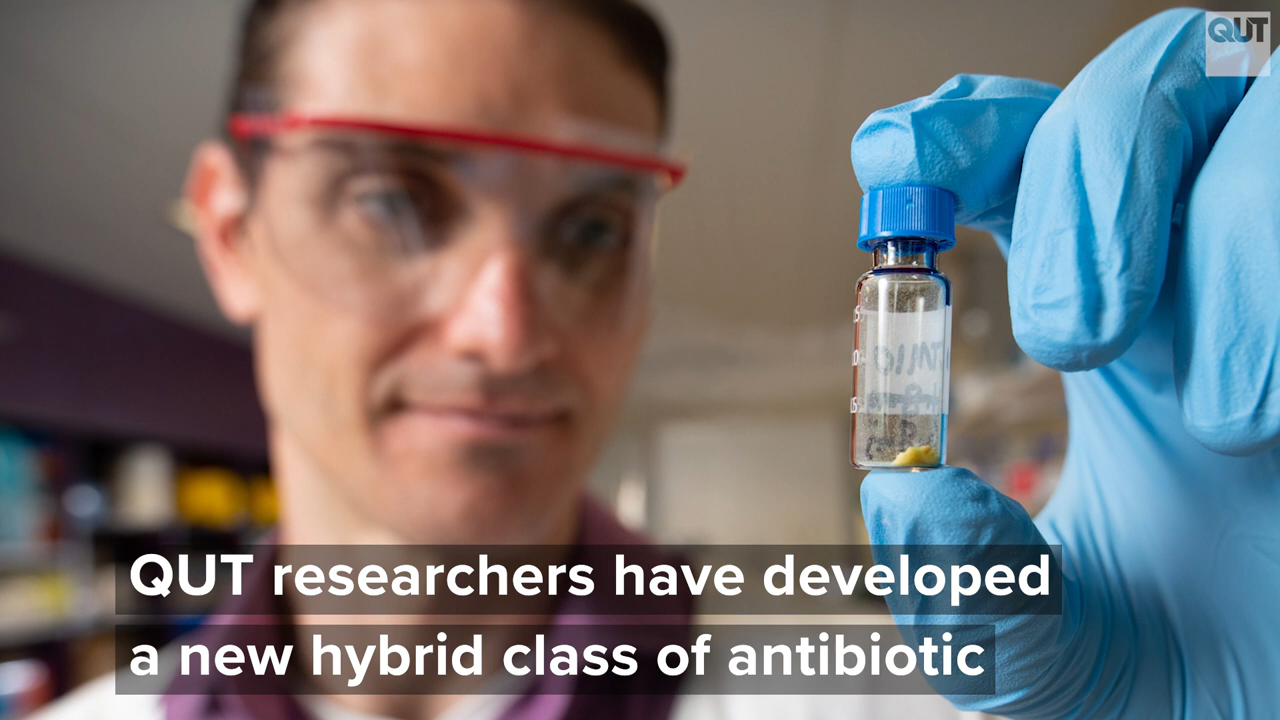 QUT
QUT researchers have developed
a new hybrid class of antibiotic